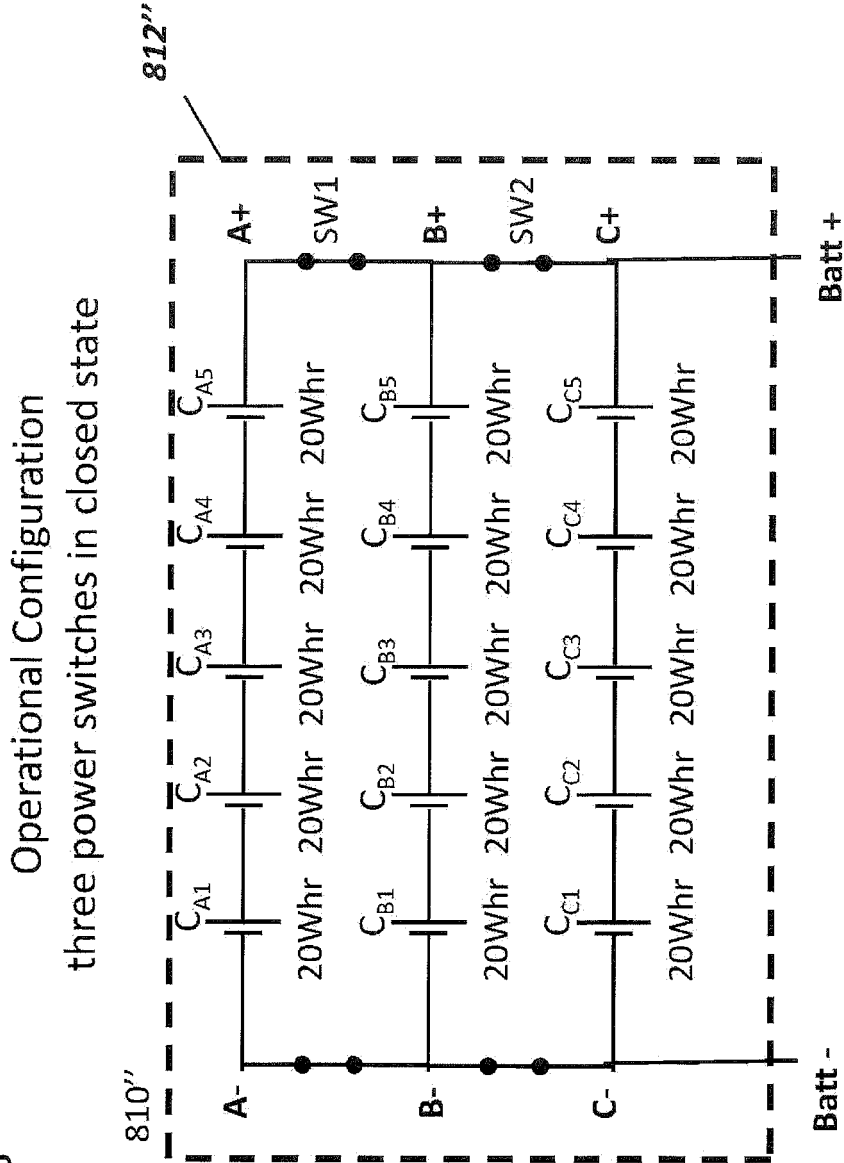 Operational Configuration
three power switches in closed state
810’’
812’’
A-
C_A1
C_A2
C_A3
C_A4
C_A5
A+
20Whr 20Whr 20Whr 20Whr 20Whr
SW1
B-
C_B1
C_B2
C_B3
C_B4
C_B5
B+
20Whr 20Whr 20Whr 20Whr 20Whr
SW2
C-
C_C1
C_C2
C_C3
C_C4
C_C5
C+
20Whr 20Whr 20Whr 20Whr 20Whr
Batt -
Batt +